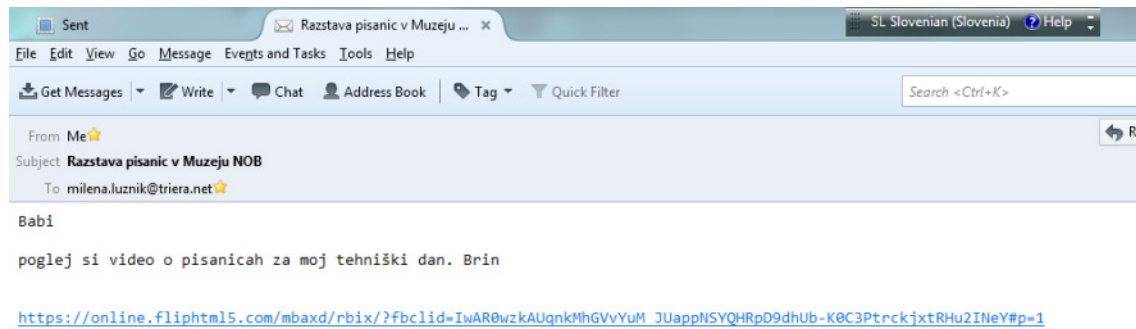 Sent
Razstava pisanic v Muzeju ... ×
SL Slovenian (Slovenia) ? Help
File Edit View Go Message Events and Tasks Tools Help
Get Messages Write Chat Address Book Tag Quick Filter
Search <Ctrl+K>
From Me
R
Subject Razstava pisanic v Muzeju NOB
To milena.luznik@triera.net
Babi
poglej si video o pisanicah za moj tehniški dan. Brin
https://online.fliphtml5.com/mbaxd/rbix/?fbclid=IwAR0wzkAUqnkMhGVvYuM_JUappNSYQHRpD9dhUb-K0C3PtrckjxtRHu2INeY#p=1